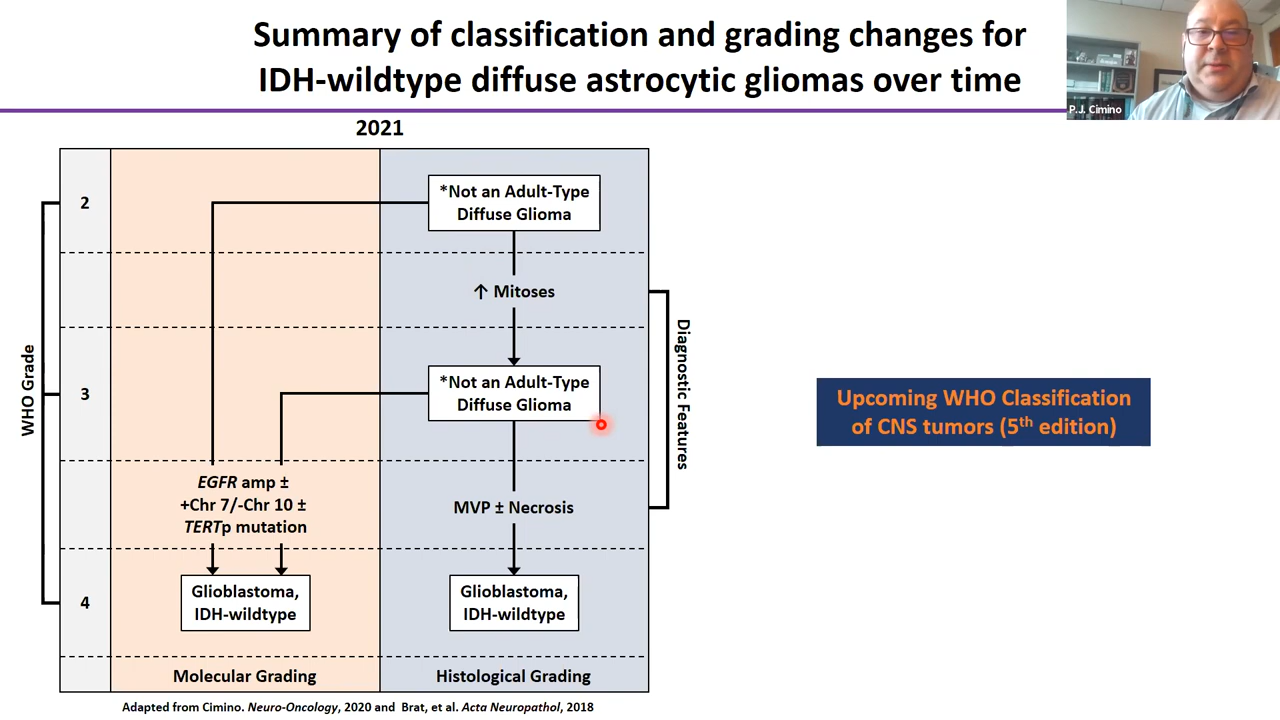 Summary of classification and grading changes for
IDH-wildtype diffuse astrocytic gliomas over time
P.J. Cimino
2021
WHO Grade
2
*Not an Adult-Type
Diffuse Glioma
↑ Mitoses
3
*Not an Adult-Type
Diffuse Glioma
Diagnostic Features
EGFR amp ±
+Chr 7/-Chr 10 ±
TERTp mutation
MVP ± Necrosis
4
Glioblastoma,
IDH-wildtype
Glioblastoma,
IDH-wildtype
Molecular Grading
Histological Grading
Upcoming WHO Classification
of CNS tumors (5th edition)
Adapted from Cimino. Neuro-Oncology, 2020 and Brat, et al. Acta Neuropathol, 2018